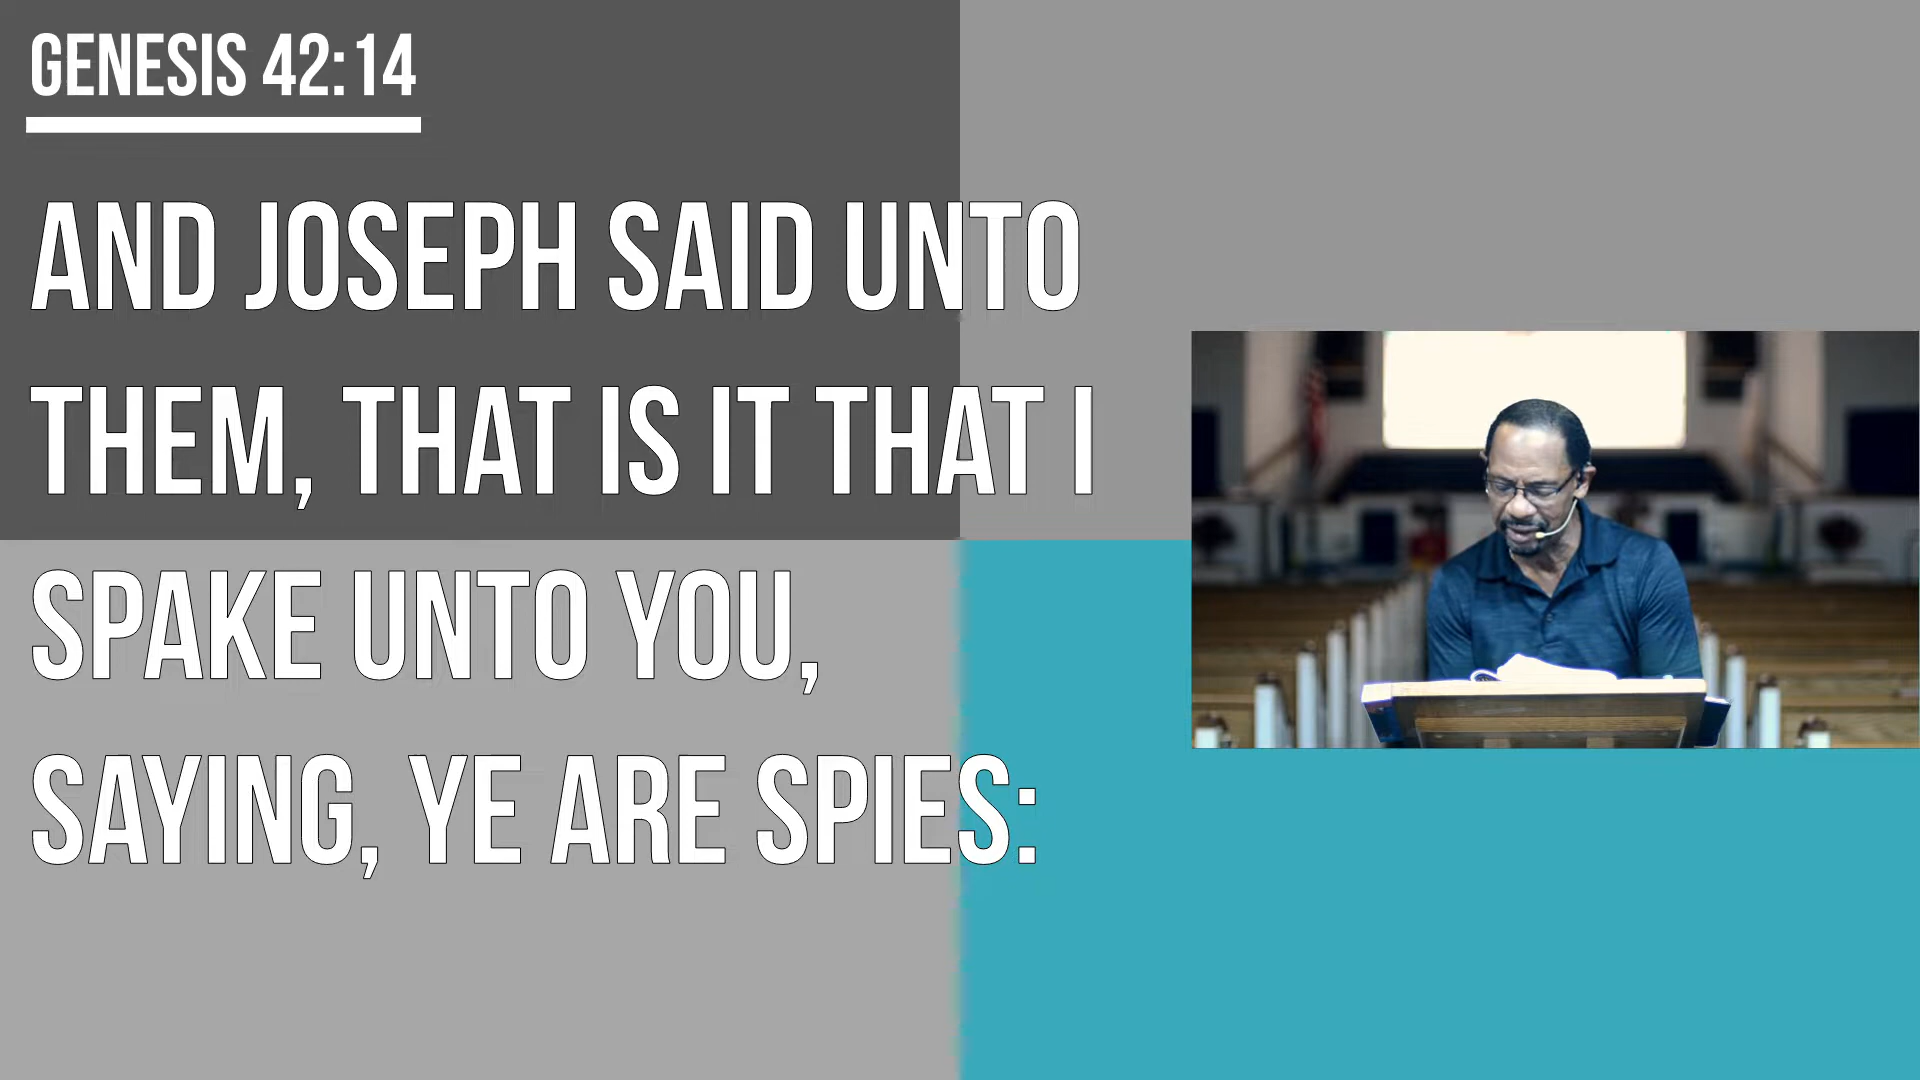 GENESIS 42:14
AND JOSEPH SAID UNTO
THEM, THAT IS IT THAT I
SPAKE UNTO YOU,
SAYING, YE ARE SPIES: